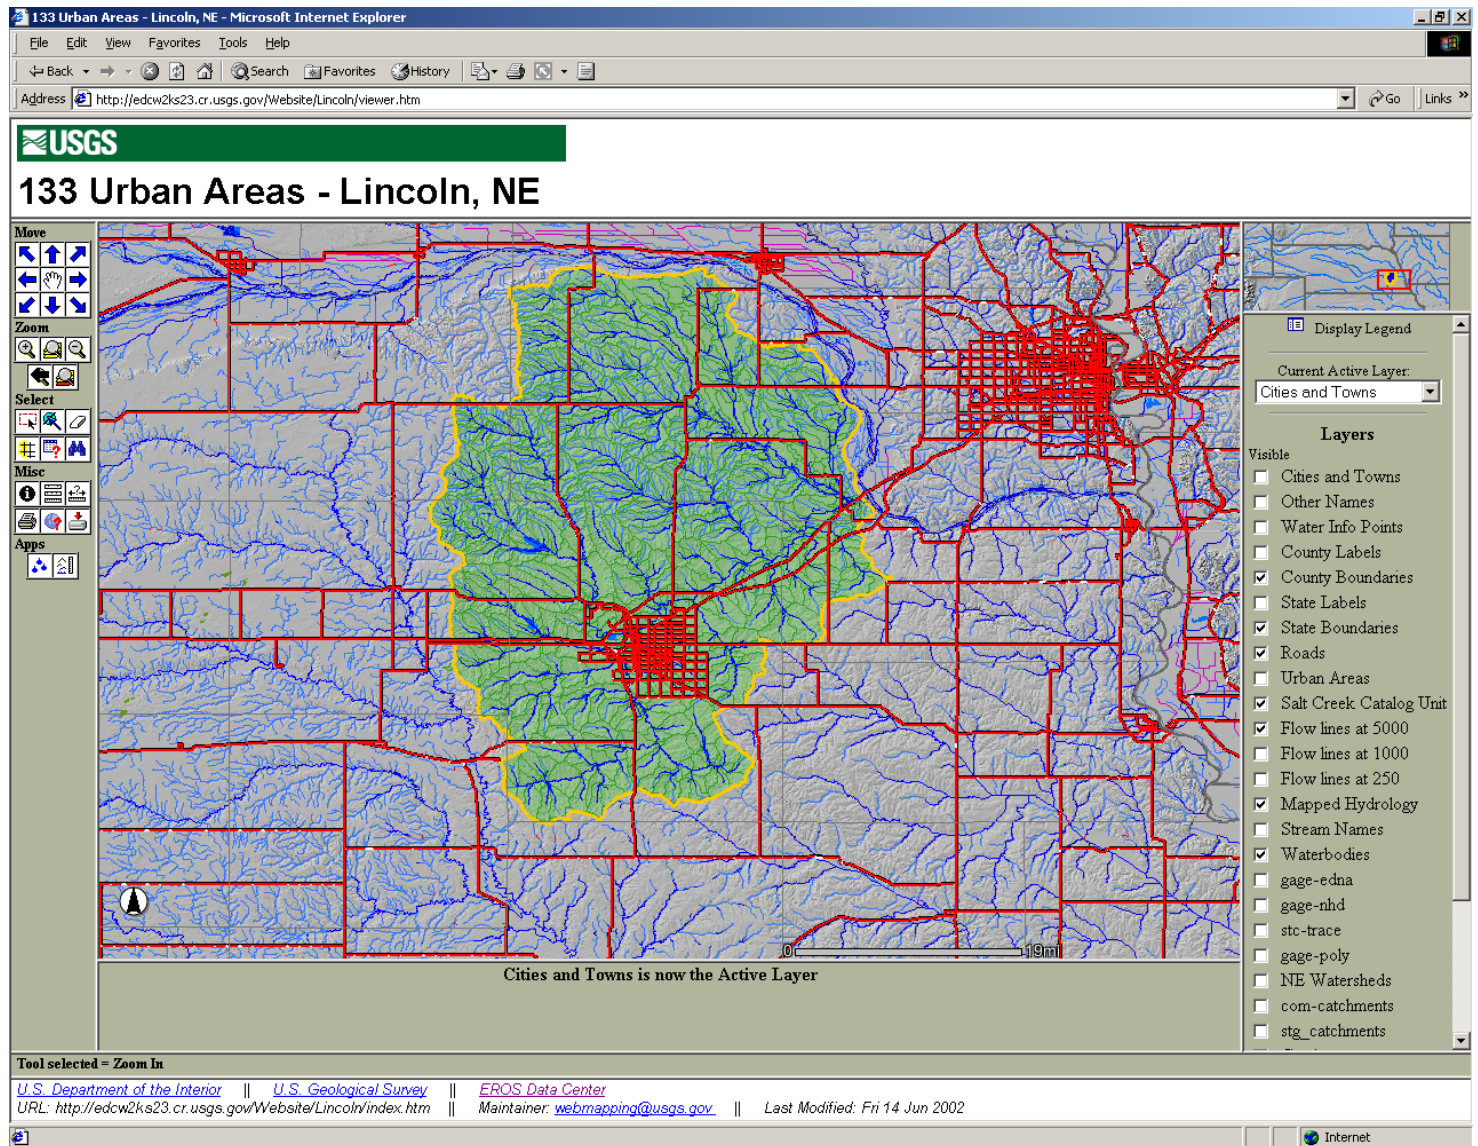 133 Urban Areas - Lincoln, NE - Microsoft Internet Explorer
File Edit View Favorites Tools Help
Back Search Favorites History
Address http://edcw2ks23.cr.usgs.gov/Website/Lincoln/viewer.htm Go Links »
USGS
133 Urban Areas - Lincoln, NE
Move
Zoom
Select
Misc
Apps
0 19mi
Display Legend
Current Active Layer:
Cities and Towns
Layers
Visible
Cities and Towns
Other Names
Water Info Points
County Labels
County Boundaries
State Labels
State Boundaries
Roads
Urban Areas
Salt Creek Catalog Unit
Flow lines at 5000
Flow lines at 1000
Flow lines at 250
Mapped Hydrology
Stream Names
Waterbodies
gage-edna
gage-nhd
stc-trace
gage-poly
NE Watersheds
com-catchments
stg_catchments
Cities and Towns is now the Active Layer
Tool selected = Zoom In
U.S. Department of the Interior || U.S. Geological Survey || EROS Data Center
URL: http://edcw2ks23.cr.usgs.gov/Website/Lincoln/index.htm || Maintainer: webmapping@usgs.gov || Last Modified: Fri 14 Jun 2002
Internet